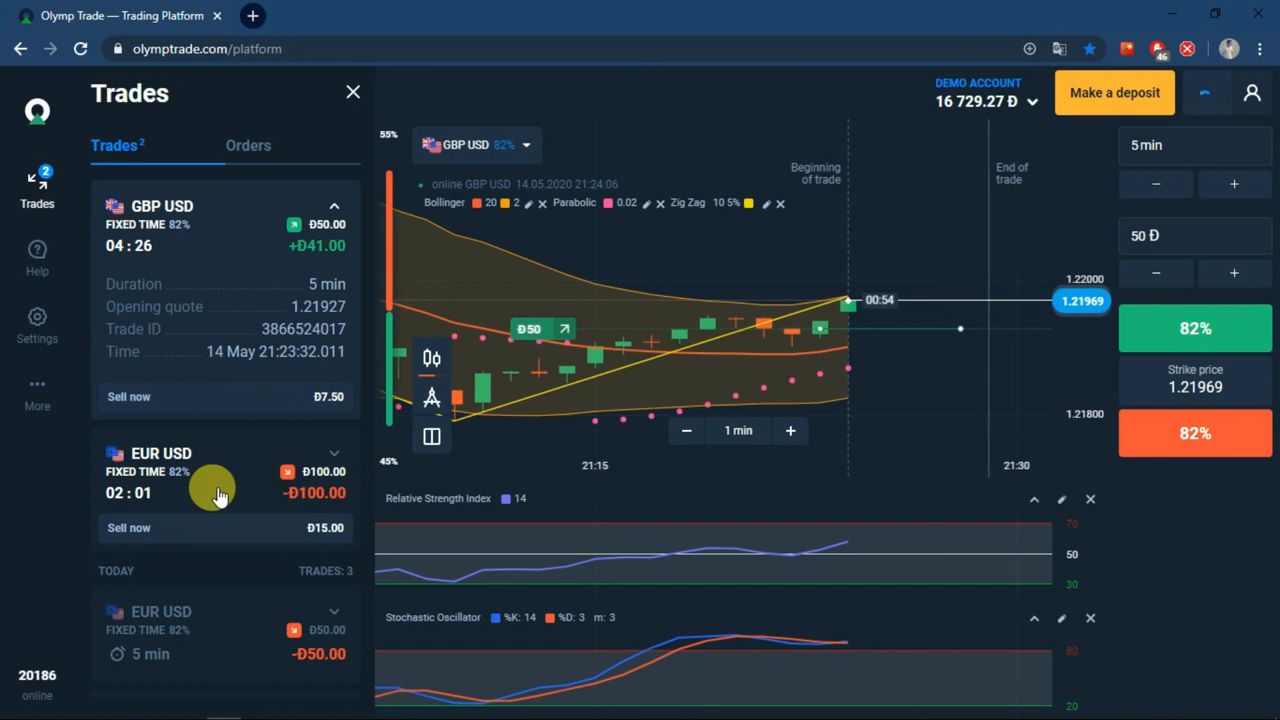 Olymp Trade — Trading Platform
olymptrade.com/platform
46
Trades
DEMO ACCOUNT
16 729.27 Đ
Make a deposit
Trades 2
Orders
2
Trades
Help
Settings
More
20186
online
GBP USD
FIXED TIME 82%
Đ50.00
04 : 26
+Đ41.00
Duration 5 min
Opening quote 1.21927
Trade ID 3866524017
Time 14 May 21:23:32.011
Sell now Đ7.50
EUR USD
FIXED TIME 82%
Đ100.00
02 : 01
-Đ100.00
Sell now Đ15.00
TODAY TRADES: 3
EUR USD
FIXED TIME 82%
Đ50.00
5 min
-Đ50.00
55%
GBP USD 82%
online GBP USD 14.05.2020 21:24:06
Bollinger 20 2 Parabolic 0.02 Zig Zag 10 5%
Beginning
of trade
End of
trade
1.22000
00:54
1.21969
Đ50
1.21800
1 min
45%
21:15
21:30
Relative Strength Index 14
70
50
30
Stochastic Oscillator %K: 14 %D: 3 m: 3
80
20
5 min
50 Đ
82%
Strike price
1.21969
82%